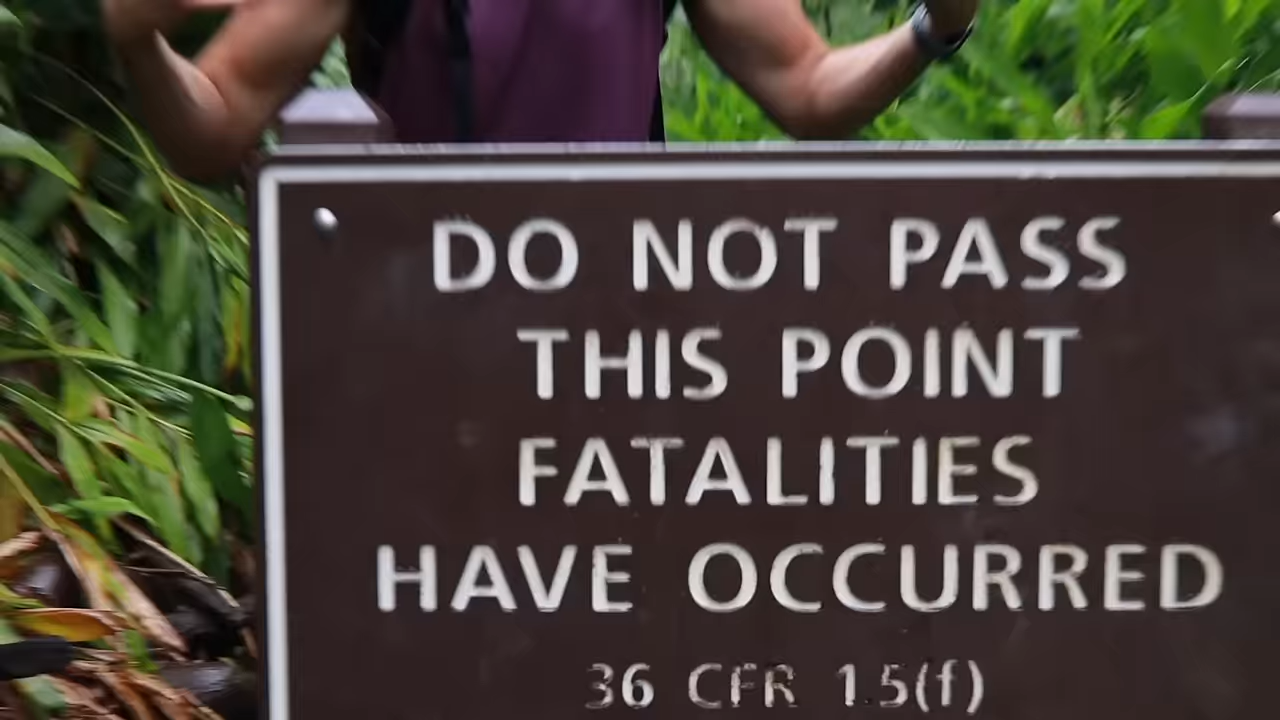 DO NOT PASS
THIS POINT
FATALITIES
HAVE OCCURRED
36 CFR 1.5(f)